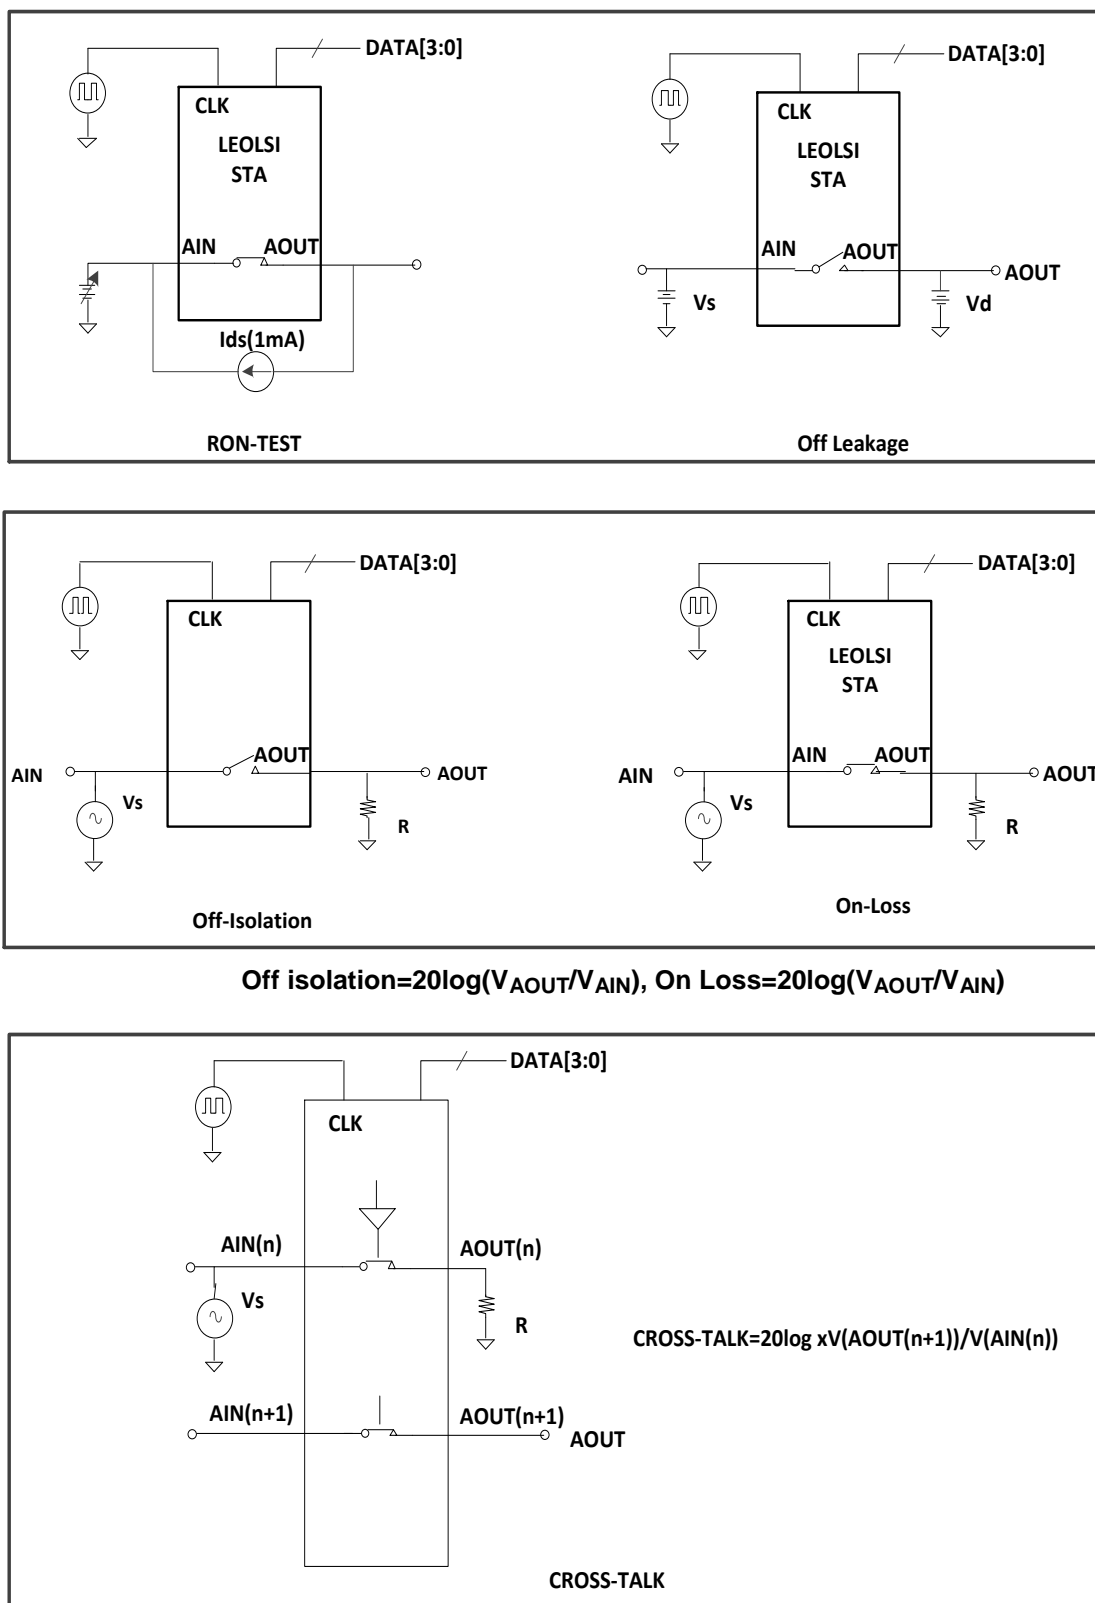 DATA[3:0]
CLK
LEOLSI
STA
AIN AOUT
Ids(1mA)
RON-TEST
DATA[3:0]
CLK
LEOLSI
STA
AIN AOUT
AOUT
Vs
Vd
Off Leakage
DATA[3:0]
CLK
AOUT
AIN
AOUT
Vs
R
Off-Isolation
DATA[3:0]
CLK
LEOLSI
STA
AIN AOUT
AIN
AOUT
Vs
R
On-Loss
Off isolation=20log(VAOUT/VAIN), On Loss=20log(VAOUT/VAIN)
DATA[3:0]
CLK
AIN(n)
AOUT(n)
Vs
R
CROSS-TALK=20log xV(AOUT(n+1))/V(AIN(n))
AIN(n+1)
AOUT(n+1)
AOUT
CROSS-TALK